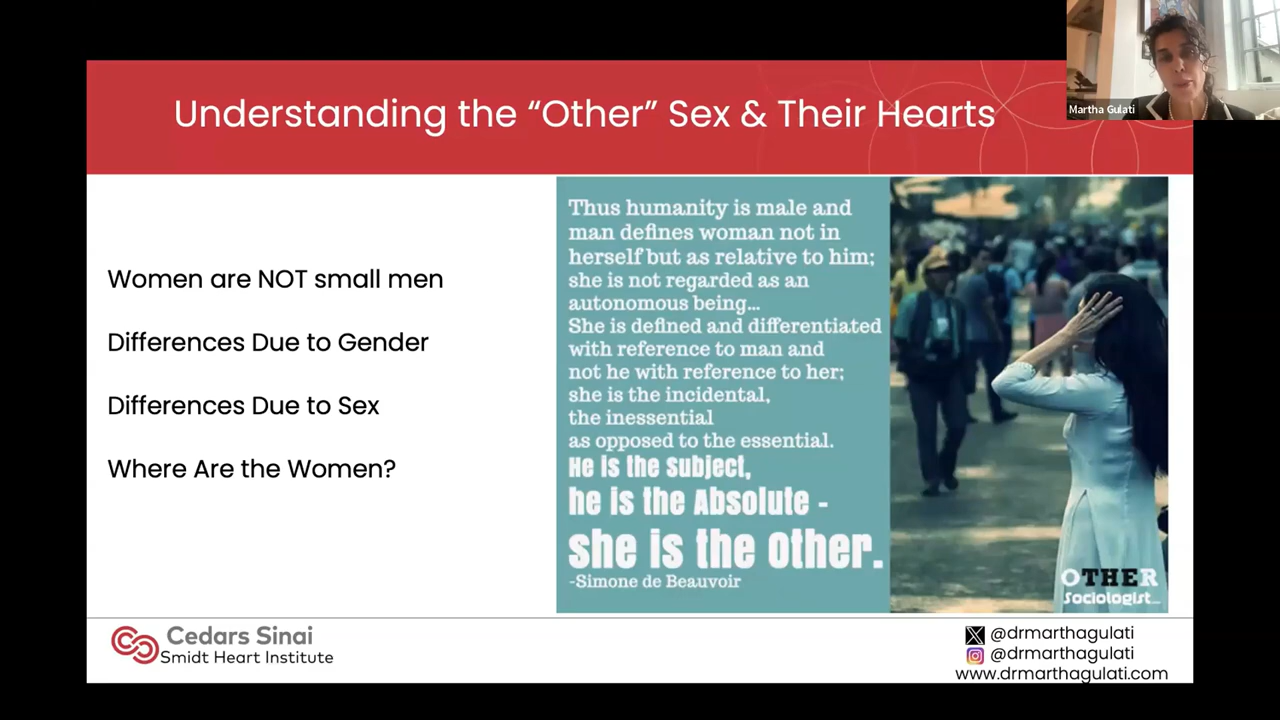 Martha Gulati
Understanding the “Other” Sex & Their Hearts
Women are NOT small men
Differences Due to Gender
Differences Due to Sex
Where Are the Women?
Thus humanity is male and
man defines woman not in
herself but as relative to him;
she is not regarded as an
autonomous being...
She is defined and differentiated
with reference to man and
not he with reference to her;
she is the incidental,
the inessential
as opposed to the essential.
He is the Subject,
he is the Absolute -
she is the Other.
-Simone de Beauvoir
OTHER
Sociologist...
Cedars Sinai
Smidt Heart Institute
@drmarthagulati
@drmarthagulati
www.drmarthagulati.com